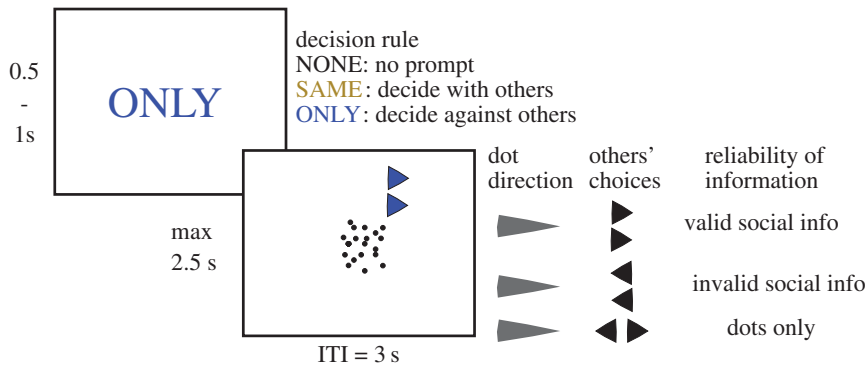 0.5
-
1s
ONLY
decision rule
NONE: no prompt
SAME: decide with others
ONLY: decide against others
max
2.5 s
ITI = 3 s
dot
direction
others'
choices
reliability of
information
valid social info
invalid social info
dots only